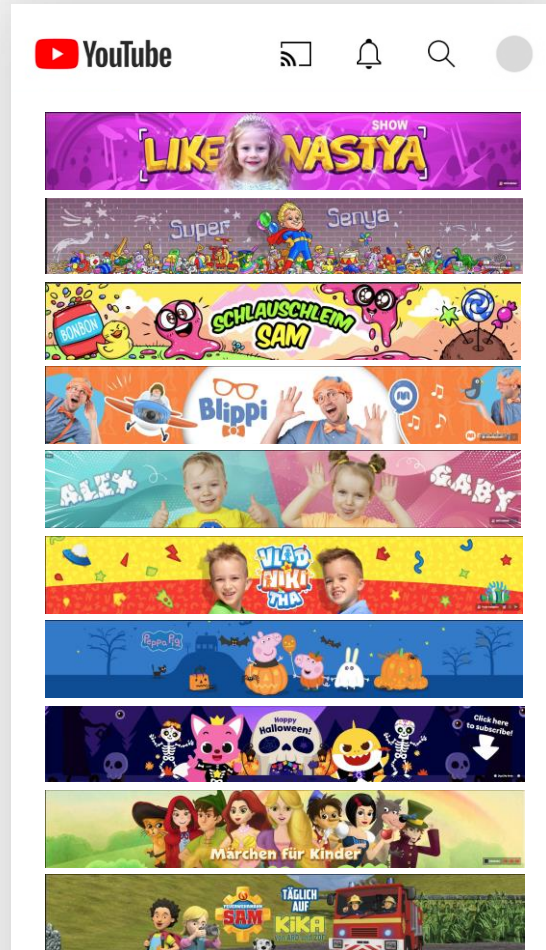 YouTube
SHOW
LIKE NASTYA
Super Senya
BONBON
SCHLAUSCHLEIM
SAM
Blippi
ALEX
GABY
VLAD
NIKI
THA
Peppa Pig
Happy
Halloween!
Click here
to subscribe!
Märchen für Kinder
FEUERWEHRMANN
SAM
TÄGLICH
AUF
KiKA